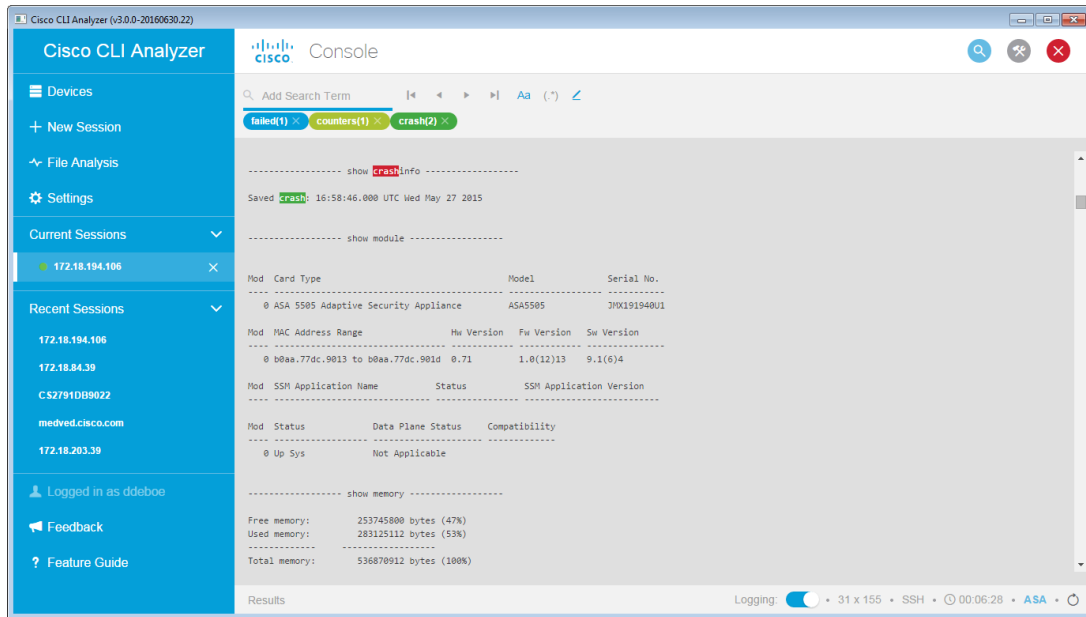 Cisco CLI Analyzer (v3.0.0-20160630.22)
Cisco CLI Analyzer
Devices
New Session
File Analysis
Settings
Current Sessions
172.18.194.106
Recent Sessions
172.18.194.106
172.18.84.39
CS2791DB9022
medved.cisco.com
172.18.203.39
Logged in as ddeboe
Feedback
? Feature Guide
CISCO Console
Add Search Term Aa (.*)
failed(1) counters(1) crash(2)
------------------ show crashinfo ------------------
Saved crash: 16:58:46.000 UTC Wed May 27 2015
------------------ show module ------------------
Mod Card Type Model Serial No.
---- -------------------------------------------- ------------------ -----------
0 ASA 5505 Adaptive Security Appliance ASA5505 JMX191940U1
Mod MAC Address Range Hw Version Fw Version Sw Version
---- --------------------------------- ------------ ------------ ---------------
0 b0aa.77dc.9013 to b0aa.77dc.901d 0.71 1.0(12)13 9.1(6)4
Mod SSM Application Name Status SSM Application Version
---- ------------------------------ ---------------- --------------------------
Mod Status Data Plane Status Compatibility
---- ------------------ --------------------- -------------
0 Up Sys Not Applicable
------------------ show memory ------------------
Free memory: 253745800 bytes (47%)
Used memory: 283125112 bytes (53%)
------------- ------------------
Total memory: 536870912 bytes (100%)
Results
Logging: • 31 x 155 • SSH • 00:06:28 • ASA •